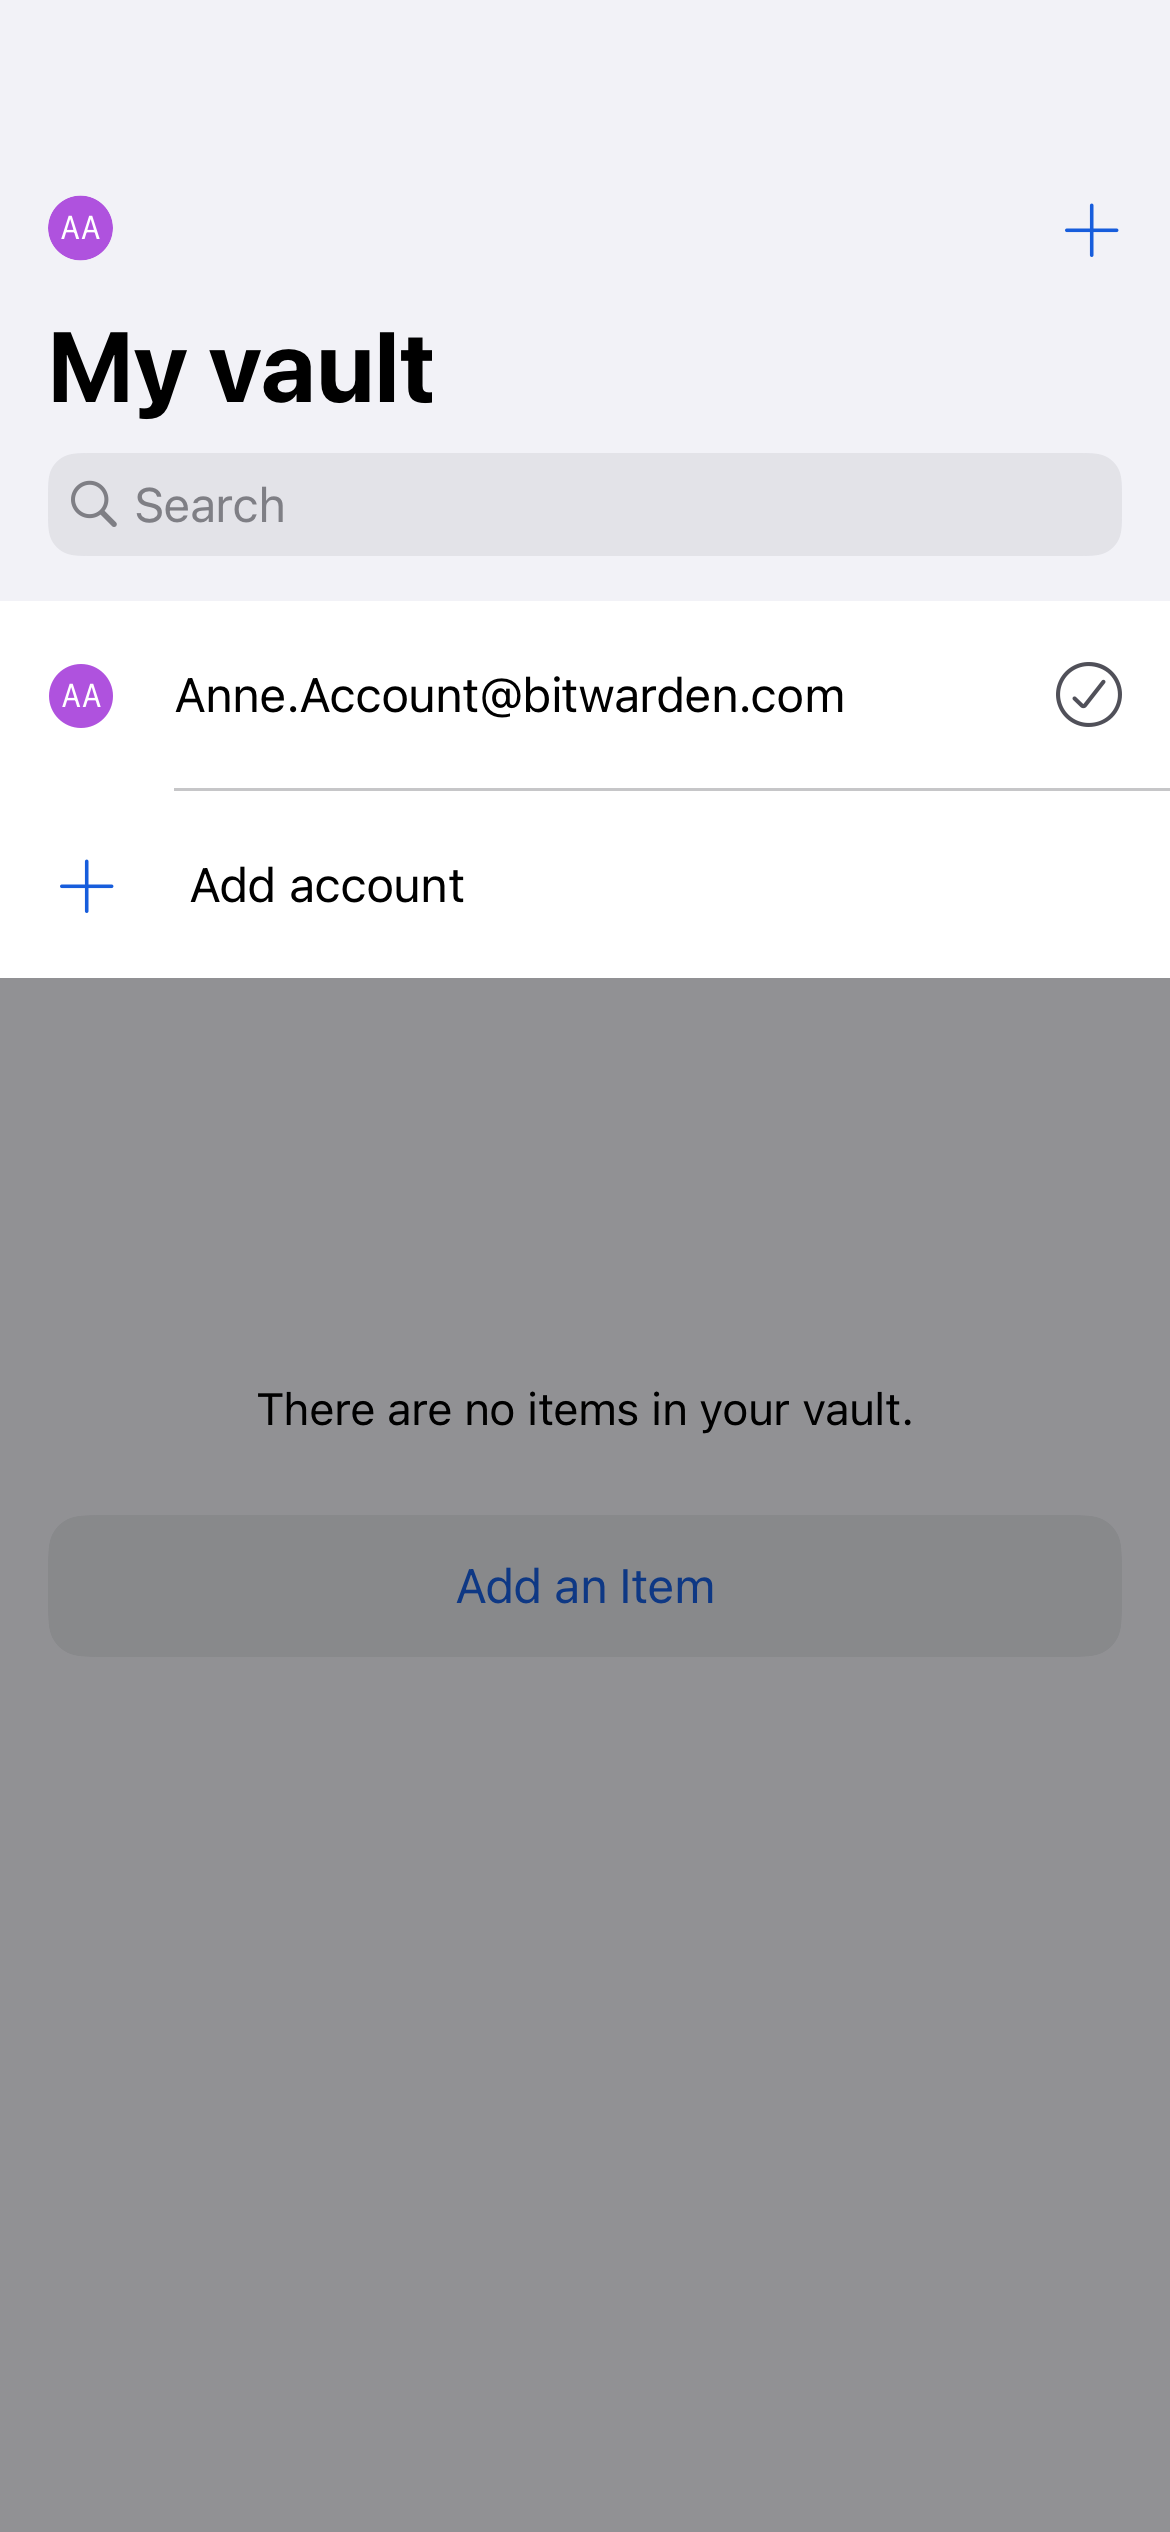 AA
My vault
Search
AA Anne.Account@bitwarden.com
Add account
There are no items in your vault.
Add an Item